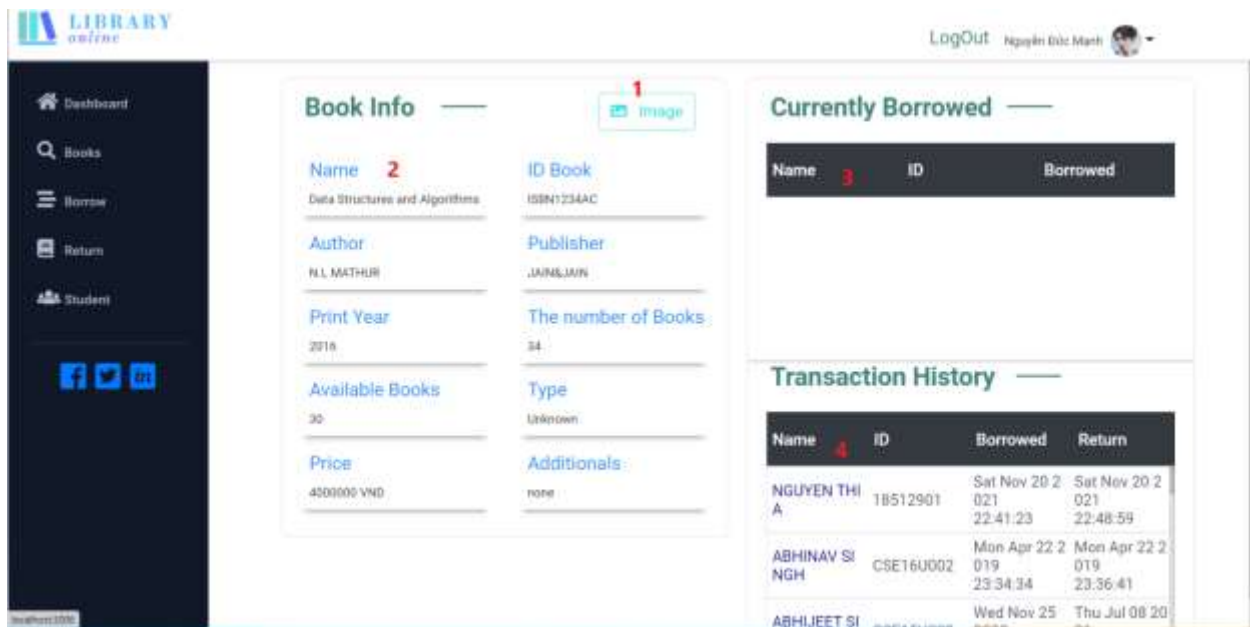 LIBRARY
online
LogOut Nguyễn Đức Mạnh
Dashboard
Books
Borrow
Return
Student
Book Info
1
Image
Name 2
Data Structures and Algorithms
ID Book
ISBN1234AC
Author
N.L MATHUR
Publisher
JAIN&JAIN
Print Year
2016
The number of Books
34
Available Books
30
Type
Unknown
Price
4000000 VND
Additionals
none
Currently Borrowed
Name 3 ID Borrowed
Transaction History
Name 4 ID Borrowed Return
NGUYEN THI
A
18512901
Sat Nov 20 2
021
22:41:23
Sat Nov 20 2
021
22:48:59
ABHINAV SI
NGH
CSE16U002
Mon Apr 22 2
019
23:34:34
Mon Apr 22 2
019
23:36:41
ABHIJEET SI
Wed Nov 25
Thu Jul 08 20
localhost:3000